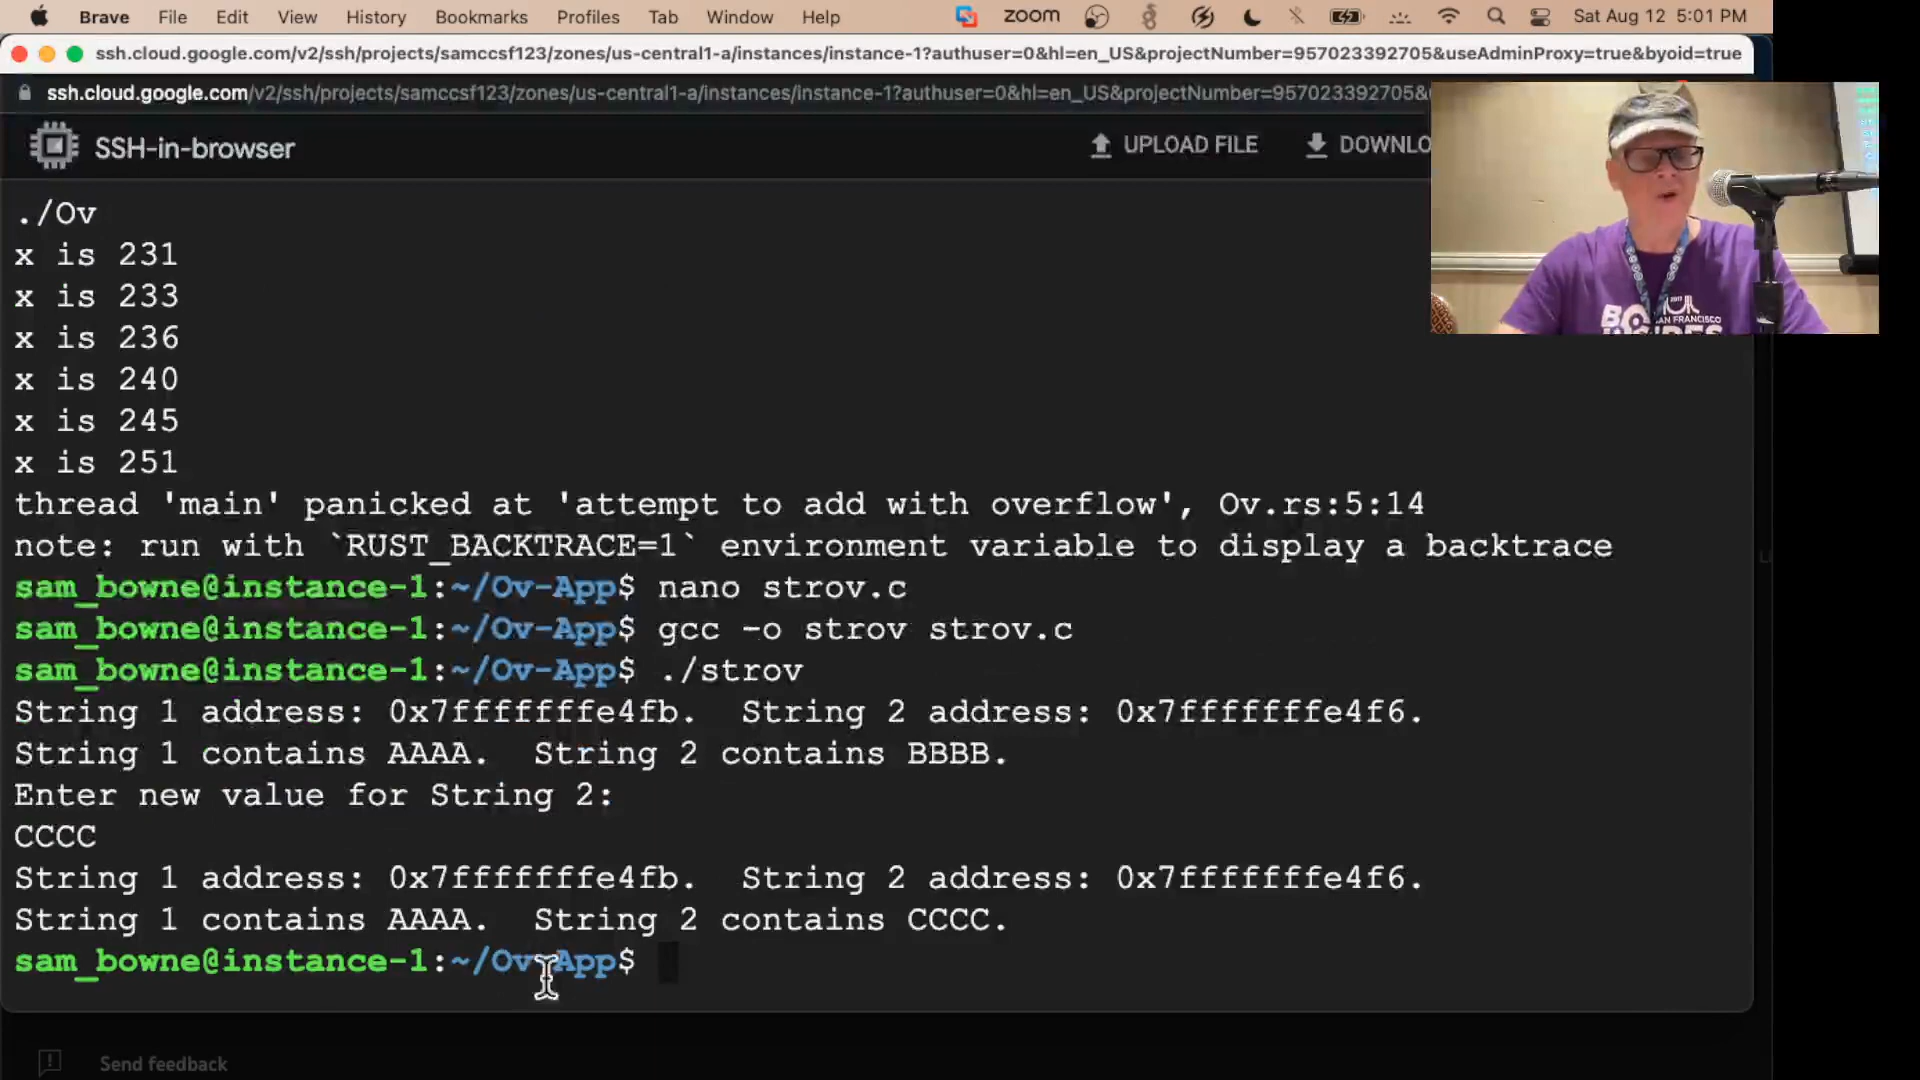 Brave File Edit View History Bookmarks Profiles Tab Window Help zoom Sat Aug 12 5:01 PM
ssh.cloud.google.com/v2/ssh/projects/samccsf123/zones/us-central1-a/instances/instance-1?authuser=0&hl=en_US&projectNumber=957023392705&useAdminProxy=true&byoid=true
ssh.cloud.google.com/v2/ssh/projects/samccsf123/zones/us-central1-a/instances/instance-1?authuser=0&hl=en_US&projectNumber=957023392705&
SSH-in-browser UPLOAD FILE DOWNLO
./Ov
x is 231
x is 233
x is 236
x is 240
x is 245
x is 251
thread 'main' panicked at 'attempt to add with overflow', Ov.rs:5:14
note: run with `RUST_BACKTRACE=1` environment variable to display a backtrace
sam_bowne@instance-1:~/Ov-App$ nano strov.c
sam_bowne@instance-1:~/Ov-App$ gcc -o strov strov.c
sam_bowne@instance-1:~/Ov-App$ ./strov
String 1 address: 0x7fffffffe4fb.  String 2 address: 0x7fffffffe4f6.
String 1 contains AAAA.  String 2 contains BBBB.
Enter new value for String 2:
CCCC
String 1 address: 0x7fffffffe4fb.  String 2 address: 0x7fffffffe4f6.
String 1 contains AAAA.  String 2 contains CCCC.
sam_bowne@instance-1:~/Ov-App$
Send feedback
2017
SAN FRANCISCO